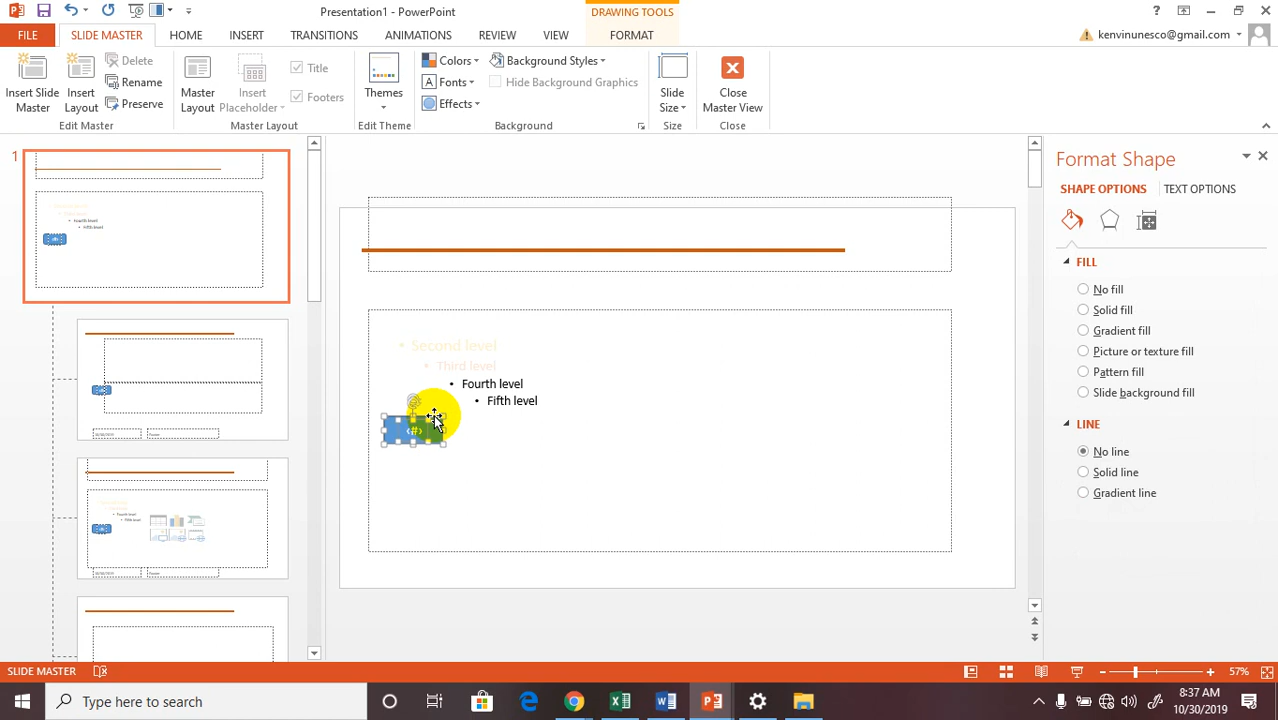 Presentation1 - PowerPoint
DRAWING TOOLS
?
FILE
SLIDE MASTER
HOME
INSERT
TRANSITIONS
ANIMATIONS
REVIEW
VIEW
FORMAT
kenvinunesco@gmail.com
Insert Slide Master
Insert Layout
Delete
Rename
Preserve
Edit Master
Master Layout
Insert Placeholder
Title
Footers
Master Layout
Themes
Edit Theme
Colors
Fonts
Effects
Background Styles
Hide Background Graphics
Background
Slide Size
Size
Close Master View
Close
1
Fourth level
Fifth level
Second level
Third level
Fourth level
Fifth level
‹#›
Format Shape
SHAPE OPTIONS
TEXT OPTIONS
FILL
No fill
Solid fill
Gradient fill
Picture or texture fill
Pattern fill
Slide background fill
LINE
No line
Solid line
Gradient line
SLIDE MASTER
57%
Type here to search
8:37 AM
10/30/2019